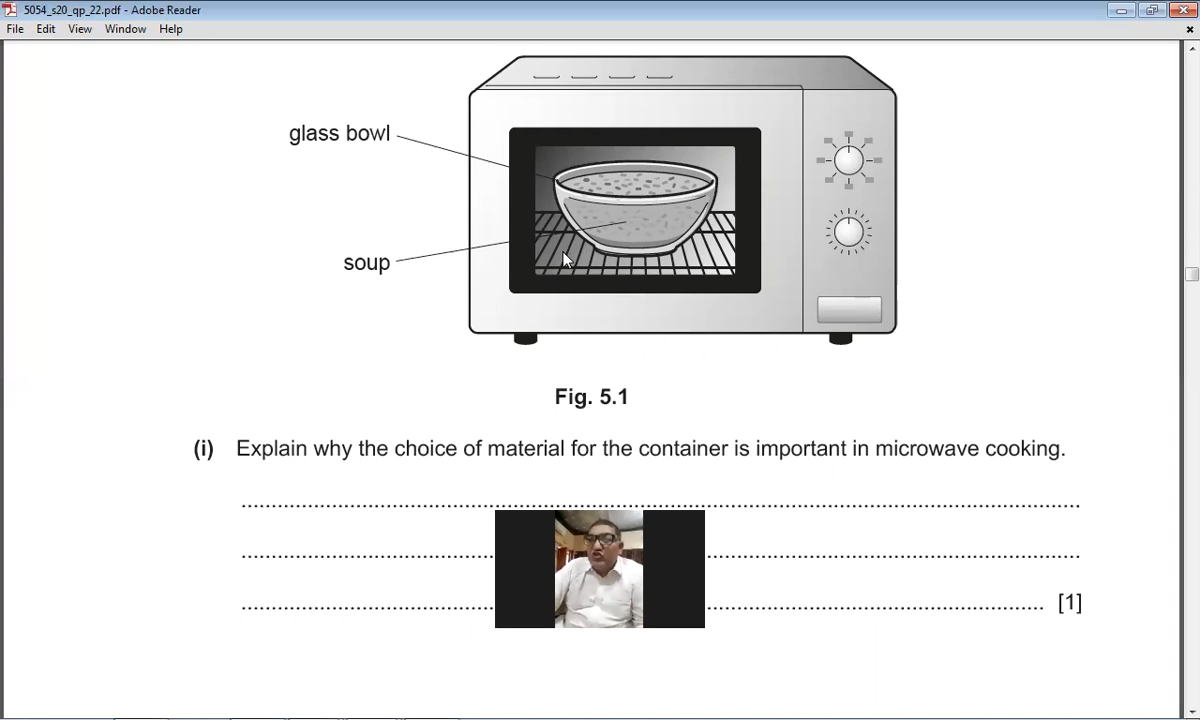 5054_s20_qp_22.pdf - Adobe Reader
File Edit View Window Help
glass bowl
soup
Fig. 5.1
(i) Explain why the choice of material for the container is important in microwave cooking.
[1]